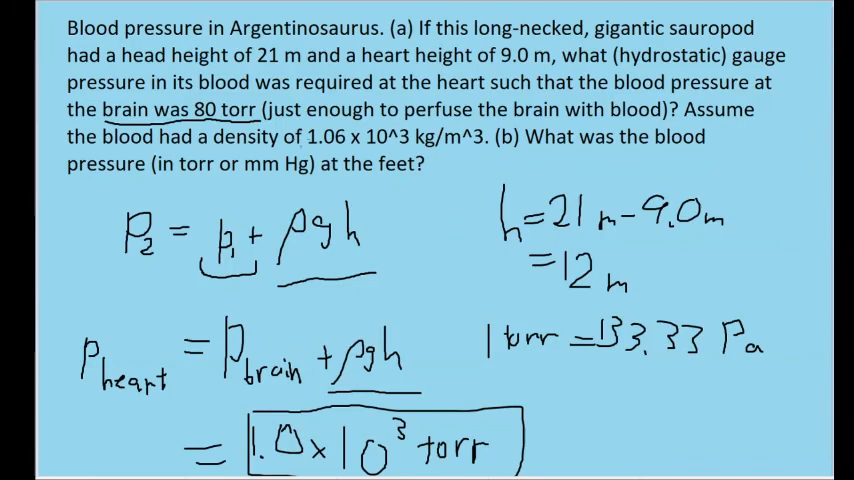 Blood pressure in Argentinosaurus. (a) If this long-necked, gigantic sauropod
had a head height of 21 m and a heart height of 9.0 m, what (hydrostatic) gauge
pressure in its blood was required at the heart such that the blood pressure at
the brain was 80 torr (just enough to perfuse the brain with blood)? Assume
the blood had a density of 1.06 x 10^3 kg/m^3. (b) What was the blood
pressure (in torr or mm Hg) at the feet?
P₂ = P₁ + ρgh
h = 21 m - 9.0 m
= 12 m
1 torr = 133.33 Pa
P heart = P brain + ρgh
= 1.0 x 10³ torr